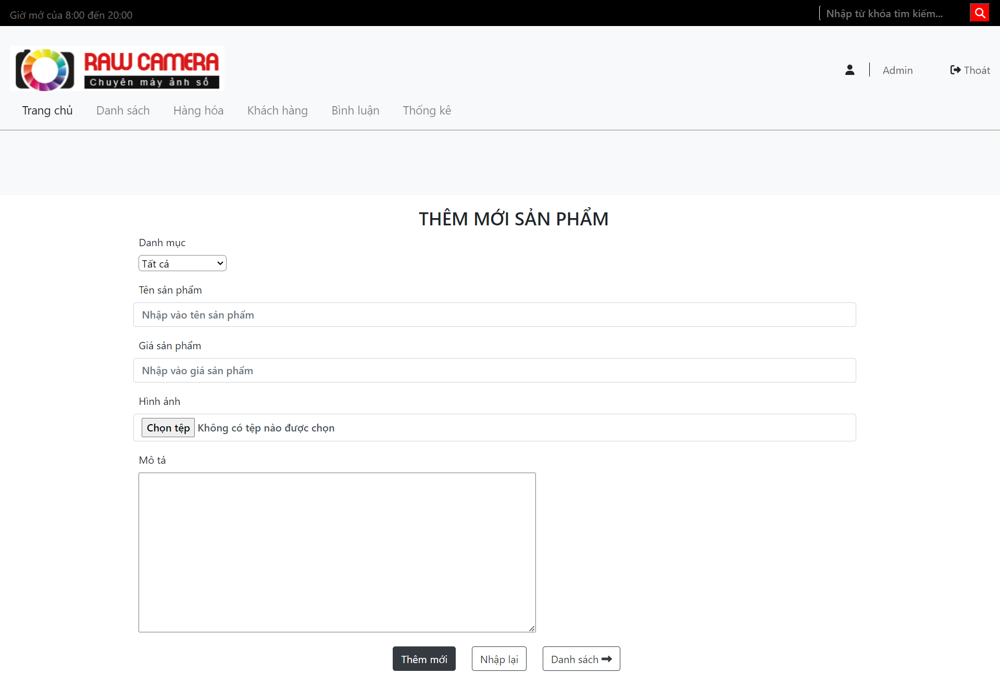 Giờ mở của 8:00 đến 20:00
Nhập từ khóa tìm kiếm...
RAW CAMERA
Chuyên máy ảnh số
Admin
Thoát
Trang chủ Danh sách Hàng hóa Khách hàng Bình luận Thống kê
THÊM MỚI SẢN PHẨM
Danh mục
Tất cả
Tên sản phẩm
Nhập vào tên sản phẩm
Giá sản phẩm
Nhập vào giá sản phẩm
Hình ảnh
Chọn tệp Không có tệp nào được chọn
Mô tả
Thêm mới Nhập lại Danh sách